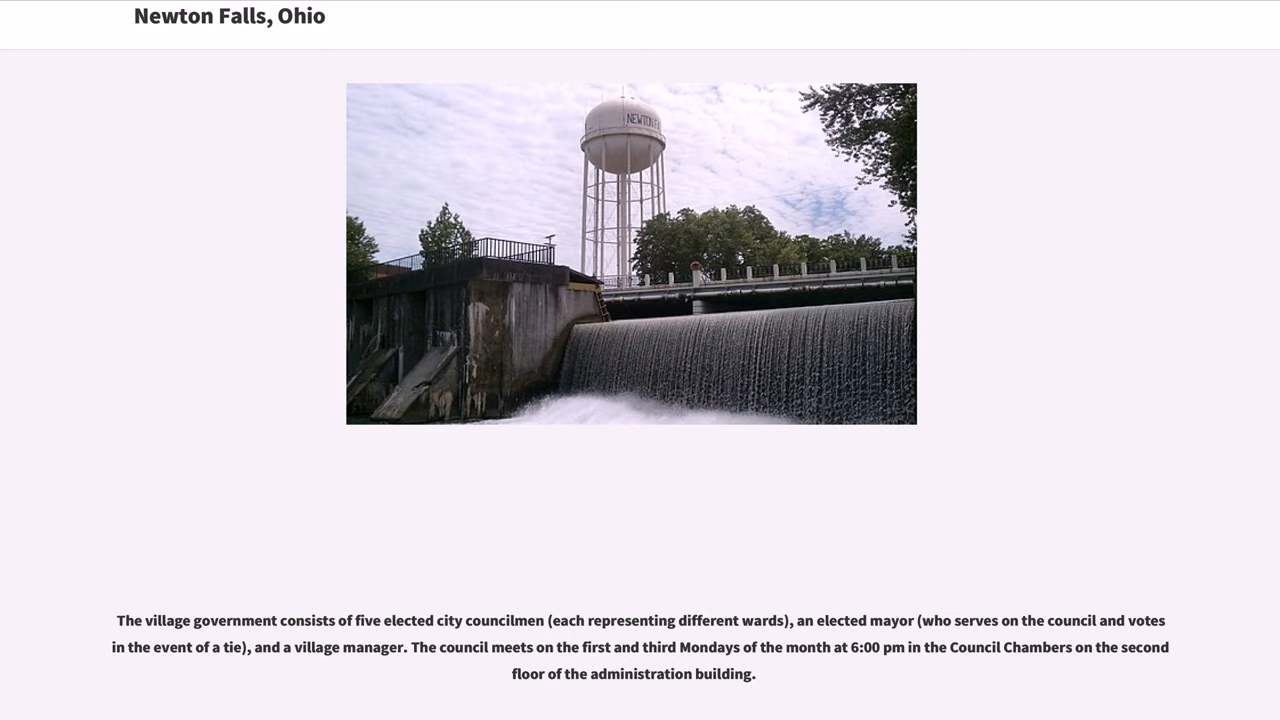 Newton Falls, Ohio
NEWTON F
The village government consists of five elected city councilmen (each representing different wards), an elected mayor (who serves on the council and votes
in the event of a tie), and a village manager. The council meets on the first and third Mondays of the month at 6:00 pm in the Council Chambers on the second
floor of the administration building.